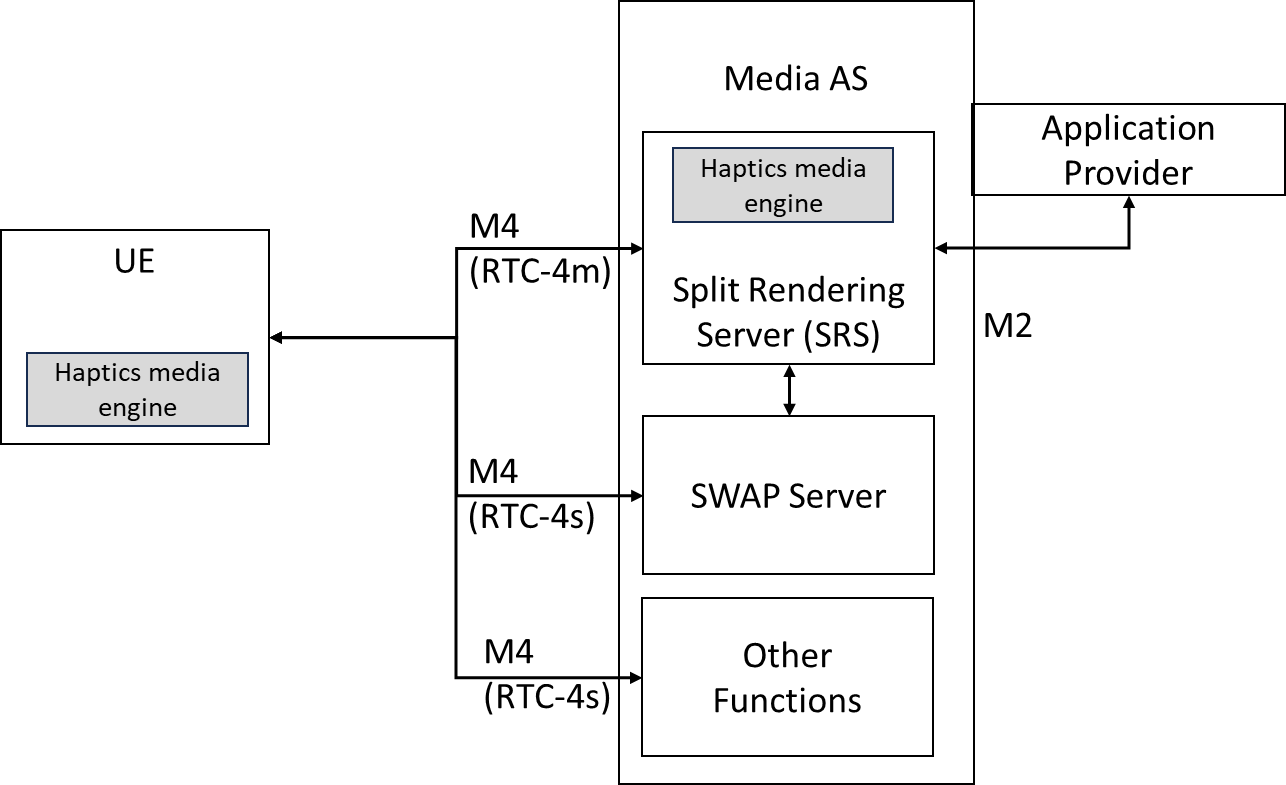 Media AS
Application
Provider
Haptics media
engine
M4
(RTC-4m)
UE
Split Rendering
Server (SRS)
M2
Haptics media
engine
M4
(RTC-4s)
SWAP Server
M4
(RTC-4s)
Other
Functions